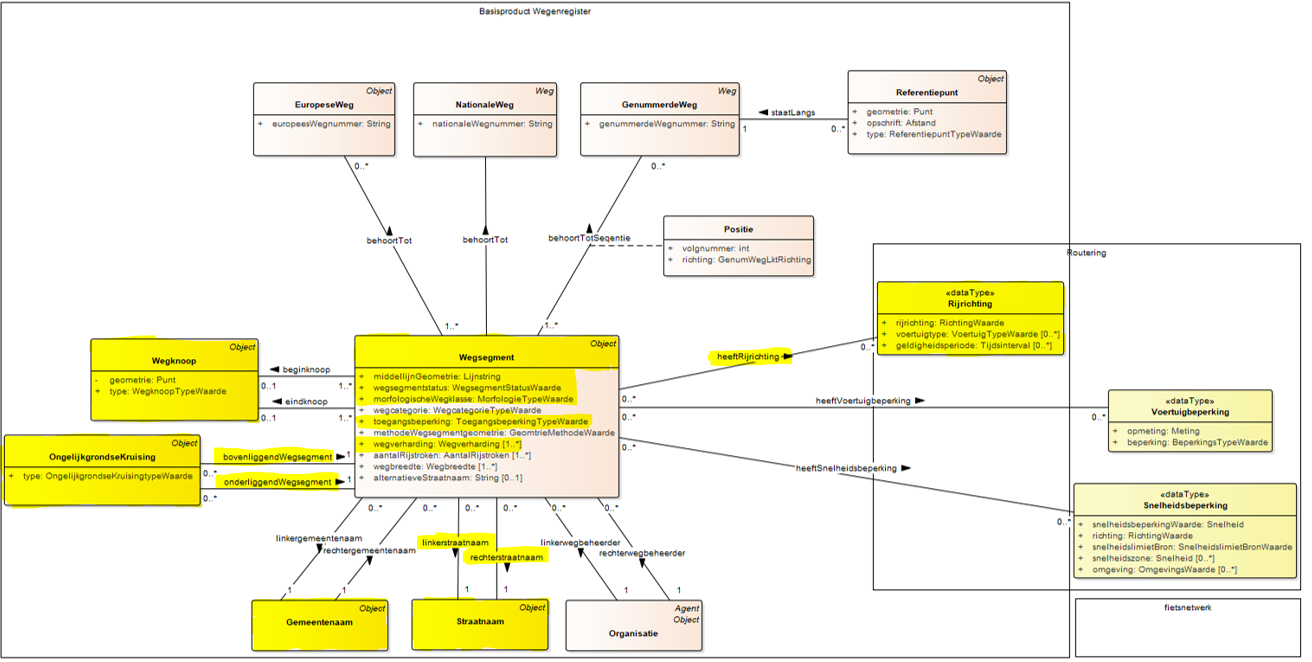 Basisproduct Wegenregister
Object
EuropeseWeg
+ europeesWegnummer: String
Weg
NationaleWeg
+ nationaleWegnummer: String
Weg
GenummerdeWeg
+ genummerdeWegnummer: String
Object
Referentiepunt
+ geometrie: Punt
+ opschrift: Afstand
+ type: ReferentiepuntTypeWaarde
staatLangs
1
0..*
0..*
0..*
behoortTot
behoortTot
behoortTotSeqentie
Positie
+ volgnummer: int
+ richting: GenumWegLktRichting
1..*
1..*
Routering
«dataType»
Rijrichting
+ rijrichting: RichtingWaarde
+ voertuigtype: VoertuigTypeWaarde [0..*]
+ geldigheidsperiode: Tijdsinterval [0..*]
heeftRijrichting
0..*
0..*
Object
Wegknoop
- geometrie: Punt
+ type: WegknoopTypeWaarde
beginknoop
0..1
1..*
eindknoop
0..1
1..*
Object
Wegsegment
+ middellijnGeometrie: Lijnstring
+ wegsegmentstatus: WegsegmentStatusWaarde
+ morfologischeWegklasse: MorfologieTypeWaarde
+ wegcategorie: WegcategorieTypeWaarde
+ toegangsbeperking: ToegangsbeperkingTypeWaarde
+ methodeWegsegmentgeometrie: GeomtrieMethodeWaarde
+ wegverharding: Wegverharding [1..*]
+ aantalRijstroken: AantalRijstroken [1..*]
+ wegbreedte: Wegbreedte [1..*]
+ alternatieveStraatnaam: String [0..1]
heeftVoertuigbeperking
0..*
0..*
«dataType»
Voertuigbeperking
+ opmeting: Meting
+ beperking: BeperkingsTypeWaarde
Object
OngelijkgrondseKruising
+ type: OngelijkgrondseKruisingtypeWaarde
bovenliggendWegsegment
1
0..*
onderliggendWegsegment
1
0..*
heeftSnelheidsbeperking
0..*
0..*
«dataType»
Snelheidsbeperking
+ snelheidsbeperkingWaarde: Snelheid
+ richting: RichtingWaarde
+ snelheidslimietBron: SnelheidslimietBronWaarde
+ snelheidszone: Snelheid [0..*]
+ omgeving: OmgevingsWaarde [0..*]
0..*
0..*
0..*
0..*
0..*
0..*
linkergemeentenaam
rechtergemeentenaam
linkerstraatnaam
rechterstraatnaam
linkerwegbeheerder
rechterwegbeheerder
1
1
1
1
1
1
Object
Gemeentenaam
Object
Straatnaam
Agent
Object
Organisatie
fietsnetwerk